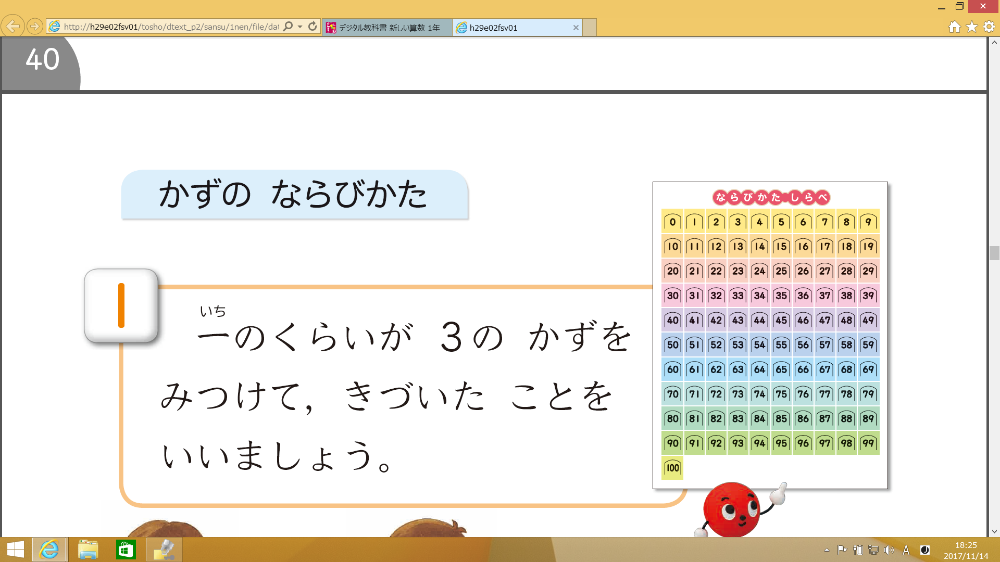 http://h29e02fsv01/tosho/dtext_p2/sansu/1nen/file/dat
デジタル教科書 新しい算数 1年
h29e02fsv01
40
かずの ならびかた
1
いち
一のくらいが 3の かずを
みつけて，きづいた ことを
いいましょう。
ならびかたしらべ
0 1 2 3 4 5 6 7 8 9
10 11 12 13 14 15 16 17 18 19
20 21 22 23 24 25 26 27 28 29
30 31 32 33 34 35 36 37 38 39
40 41 42 43 44 45 46 47 48 49
50 51 52 53 54 55 56 57 58 59
60 61 62 63 64 65 66 67 68 69
70 71 72 73 74 75 76 77 78 79
80 81 82 83 84 85 86 87 88 89
90 91 92 93 94 95 96 97 98 99
100
A
J
18:25
2017/11/14